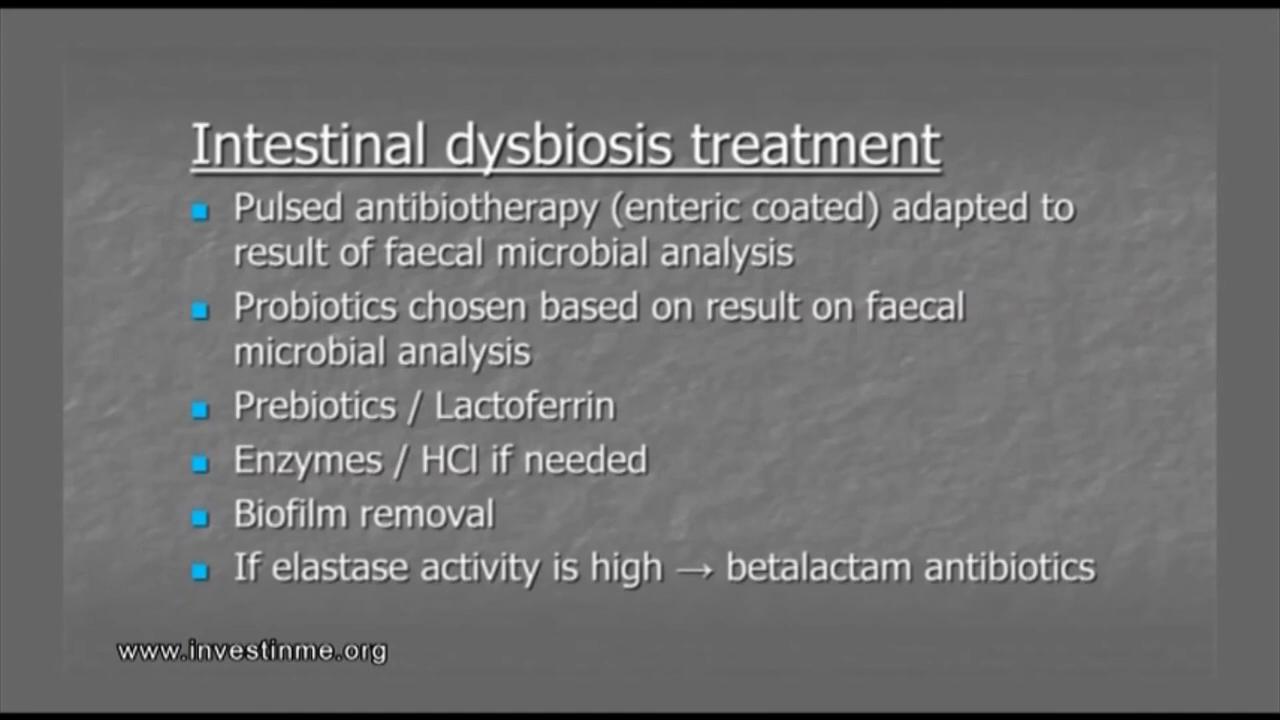 Intestinal dysbiosis treatment
Pulsed antibiotherapy (enteric coated) adapted to
result of faecal microbial analysis
Probiotics chosen based on result on faecal
microbial analysis
Prebiotics / Lactoferrin
Enzymes / HCl if needed
Biofilm removal
If elastase activity is high → betalactam antibiotics
www.investinme.org